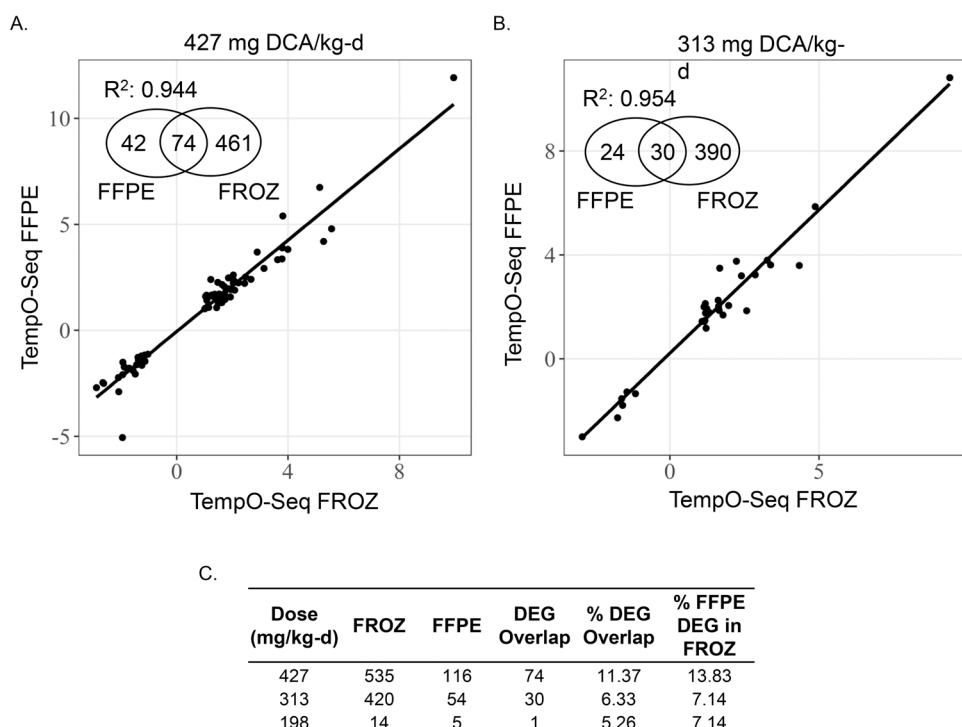 A.
427 mg DCA/kg-d
R²: 0.944
42 74 461
FFPE FROZ
10
5
0
-5
0 4 8
TempO-Seq FFPE
TempO-Seq FROZ
B.
313 mg DCA/kg-
d
R²: 0.954
24 30 390
FFPE FROZ
8
4
0
0 5
TempO-Seq FFPE
TempO-Seq FROZ
C.
Dose (mg/kg-d) FROZ FFPE DEG Overlap % DEG Overlap % FFPE DEG in FROZ
427 535 116 74 11.37 13.83
313 420 54 30 6.33 7.14
198 14 5 1 5.26 7.14